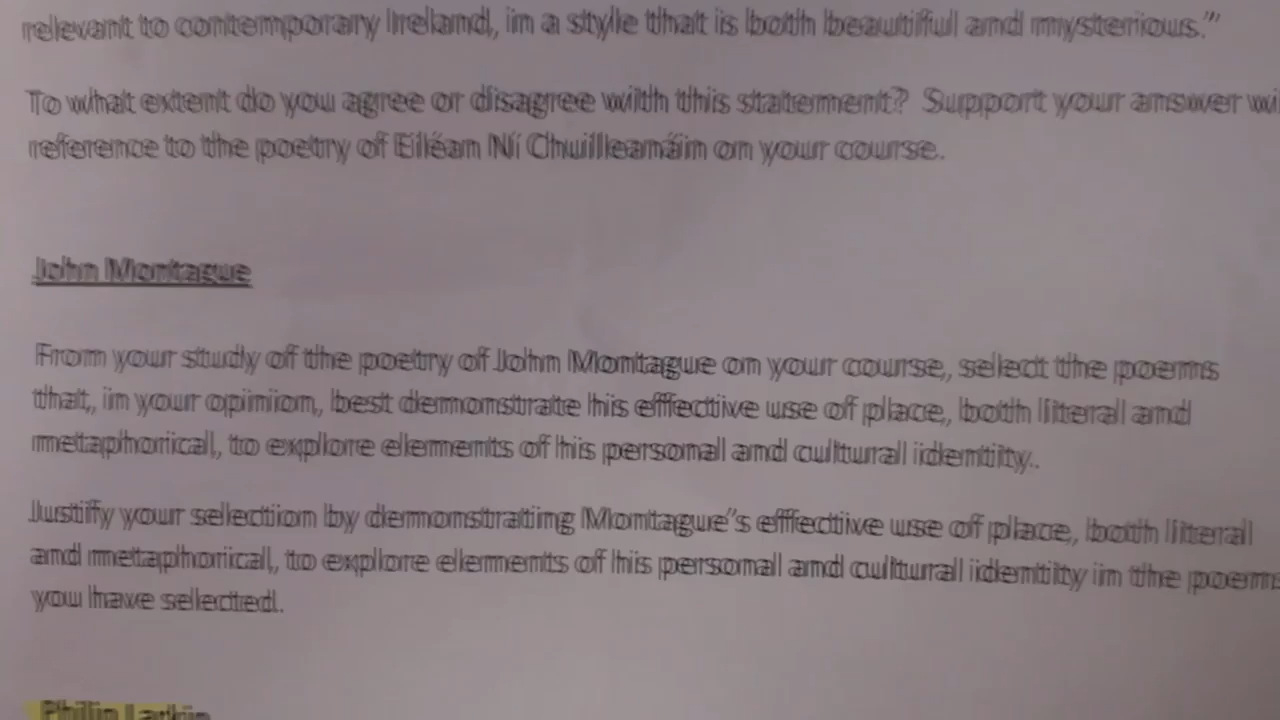 relevant to contemporary Ireland, in a style that is both beautiful and mysterious."
To what extent do you agree or disagree with this statement? Support your answer wi
reference to the poetry of Eiléan Ní Chuilleanáin on your course.
John Montague
From your study of the poetry of John Montague on your course, select the poems
that, in your opinion, best demonstrate his effective use of place, both literal and
metaphorical, to explore elements of his personal and cultural identity.
Justify your selection by demonstrating Montague's effective use of place, both literal
and metaphorical, to explore elements of his personal and cultural identity in the poems
you have selected.
Philip Larkin